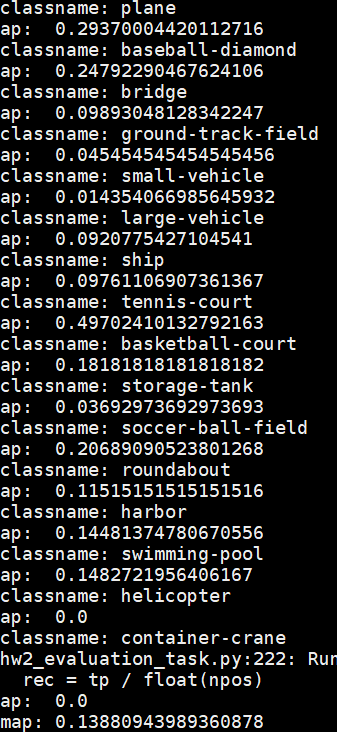 classname: plane
ap:  0.29370004420112716
classname: baseball-diamond
ap:  0.24792290467624106
classname: bridge
ap:  0.09893048128342247
classname: ground-track-field
ap:  0.045454545454545456
classname: small-vehicle
ap:  0.014354066985645932
classname: large-vehicle
ap:  0.0920775427104541
classname: ship
ap:  0.09761106907361367
classname: tennis-court
ap:  0.49702410132792163
classname: basketball-court
ap:  0.18181818181818182
classname: storage-tank
ap:  0.03692973692973693
classname: soccer-ball-field
ap:  0.20689090523801268
classname: roundabout
ap:  0.11515151515151516
classname: harbor
ap:  0.14481374780670556
classname: swimming-pool
ap:  0.1482721956406167
classname: helicopter
ap:  0.0
classname: container-crane
hw2_evaluation_task.py:222: Run
  rec = tp / float(npos)
ap:  0.0
map: 0.13880943989360878